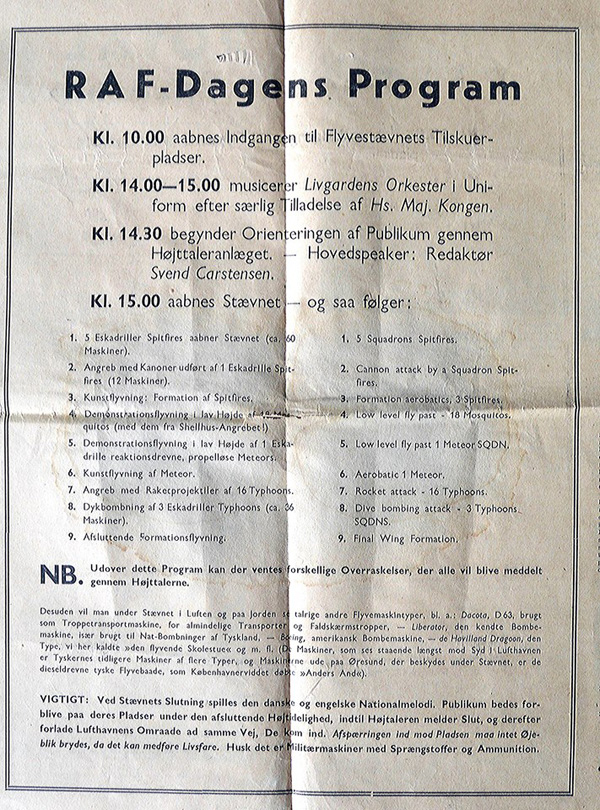 RAF-Dagens Program
Kl. 10.00 aabnes Indgangen til Flyvestævnets Tilskuer-
pladser.
Kl. 14.00—15.00 musicerer Livgardens Orkester i Uni-
form efter særlig Tilladelse af Hs. Maj. Kongen.
Kl. 14.30 begynder Orienteringen af Publikum gennem
Højttaleranlæget. — Hovedspeaker: Redaktør
Svend Carstensen.
Kl. 15.00 aabnes Stævnet — og saa følger:
1. 5 Eskadriller Spitfires aabner Stævnet (ca. 60
Maskiner).
2. Angreb med Kanoner udført af 1 Eskadrille Spit-
fires (12 Maskiner).
3. Kunstflyvning: Formation af Spitfires.
4. Demonstrationsflyvning i lav Højde af
quitos (med dem fra Shellhus-Angrebet!)
5. Demonstrationsflyvning i lav Højde af 1 Eska-
drille reaktionsdrevne, propelløse Meteors.
6. Kunstflyvning af Meteor.
7. Angreb med Raketprojektiler af 16 Typhoons.
8. Dykbombning af 3 Eskadriller Typhoons (ca. 36
Maskiner).
9. Afsluttende Formationsflyvning.
1. 5 Squadrons Spitfires.
2. Cannon attack by a Squadron Spit-
fires.
3. Formation aerobatics, 3 Spitfires.
4. Low level fly past - 18 Mosquitos.
5. Low level fly past 1 Meteor SQDN.
6. Aerobatic 1 Meteor.
7. Rocket attack - 16 Typhoons.
8. Dive bombing attack - 3 Typhoons
SQDNS.
9. Final Wing Formation.
NB. Udover dette Program kan der ventes forskellige Overraskelser, der alle vil blive meddelt
gennem Højttalerne.
Desuden vil man under Stævnet i Luften og paa Jorden se talrige andre Flyvemaskintyper, bl. a.: Dacota, D 63, brugt
som Troppetransportmaskine, for almindelige Transporter og Faldskærmstropper, — Liberator, den kendte Bombe-
maskine, især brugt til Nat-Bombninger af Tyskland, — Boeing, amerikansk Bombemaskine, — de Havilland Dragoon, den
Type, vi her kaldte »den flyvende Skolestue« og m. fl. (De Maskiner, som ses staaende længst mod Syd i Lufthavnen
er Tyskernes tidligere Maskiner af flere Typer, og Maskinerne ude paa Øresund, der beskydes under Stævnet, er de
dieseldrevne tyske Flyvebaade, som Københavnerviddet døbte »Anders And«).
VIGTIGT: Ved Stævnets Slutning spilles den danske og engelske Nationalmelodi. Publikum bedes for-
blive paa deres Pladser under den afsluttende Højtidelighed, indtil Højtaleren melder Slut, og derefter
forlade Lufthavnens Omraade ad samme Vej, De kom ind. Afspærringen ind mod Pladsen maa intet Øje-
blik brydes, da det kan medføre Livsfare. Husk det er Militærmaskiner med Sprængstoffer og Ammunition.